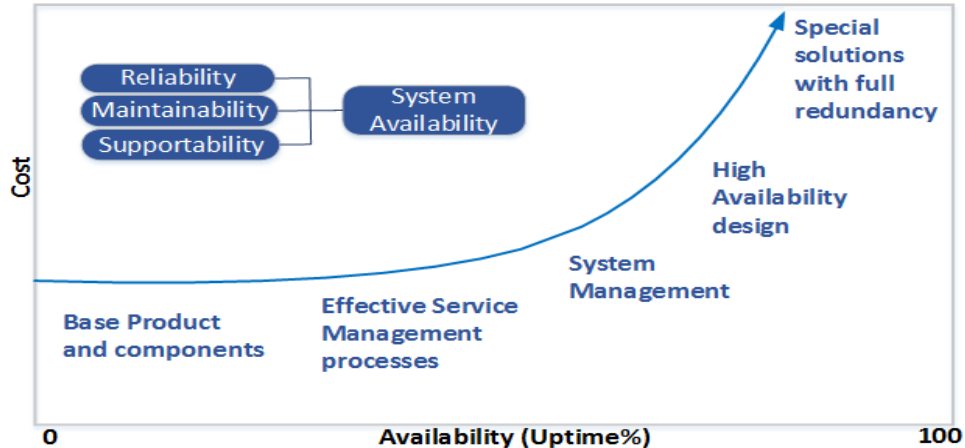 Reliability
Maintainability
Supportability
System
Availability
Special
solutions
with full
redundancy
High
Availability
design
System
Management
Effective Service
Management
processes
Base Product
and components
Cost
0
Availability (Uptime%)
100